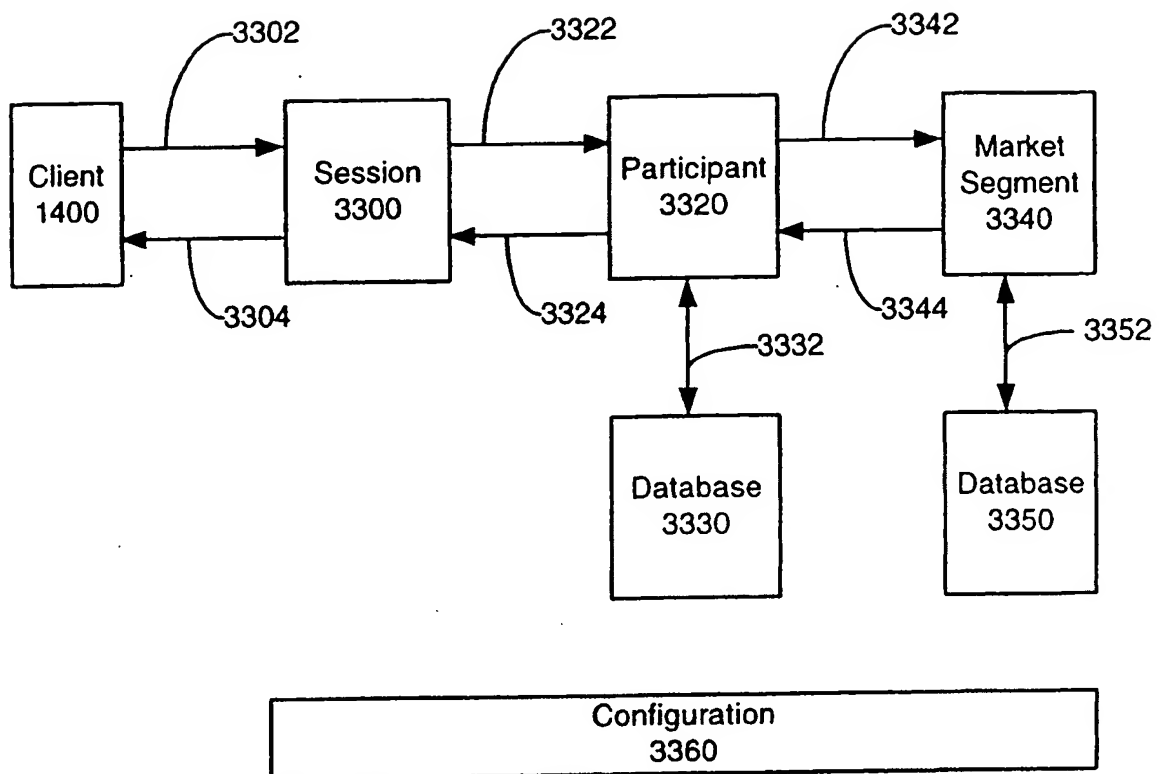 3302
3322
3342
Client
1400
Session
3300
Participant
3320
Market
Segment
3340
3304
3324
3344
3332
3352
Database
3330
Database
3350
Configuration
3360